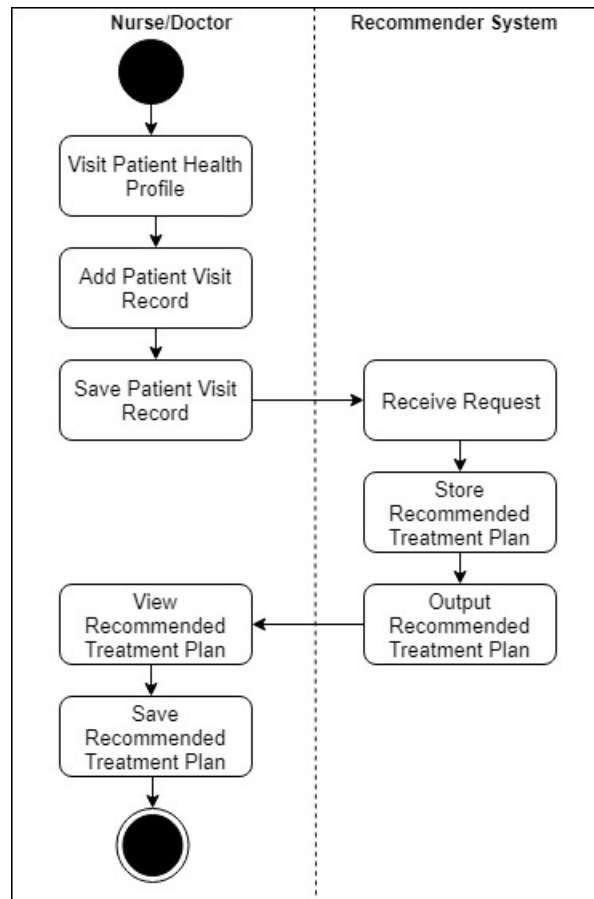 Nurse/Doctor
Recommender System
Visit Patient Health
Profile
Add Patient Visit
Record
Save Patient Visit
Record
Receive Request
Store
Recommended
Treatment Plan
Output
Recommended
Treatment Plan
View
Recommended
Treatment Plan
Save
Recommended
Treatment Plan